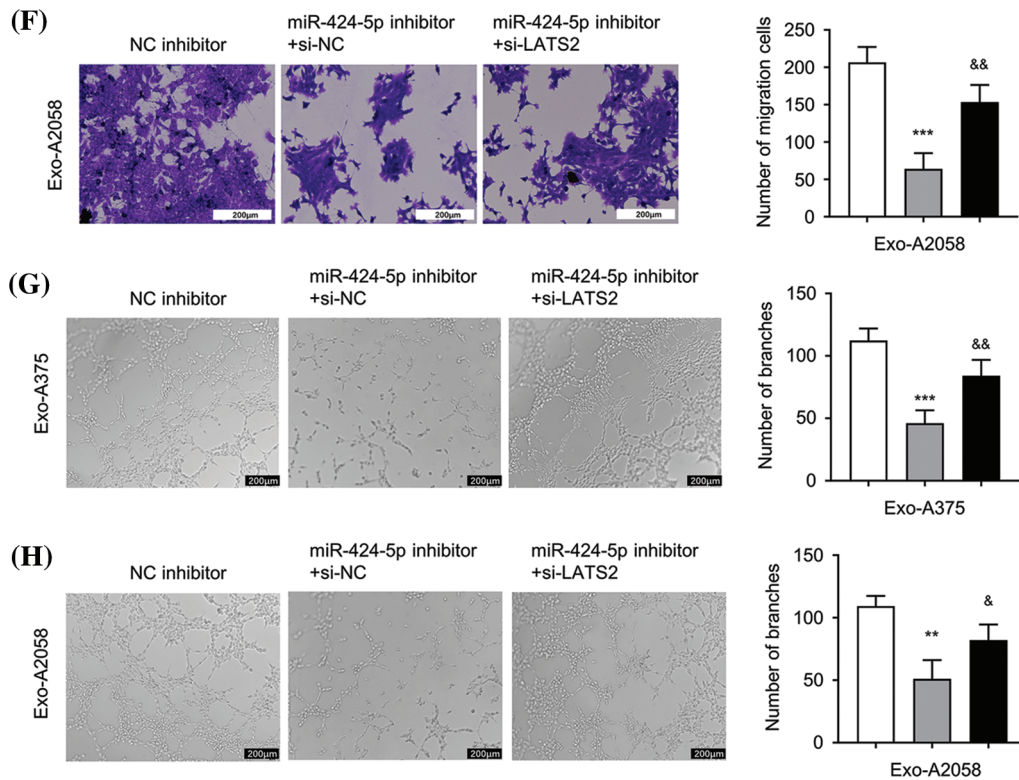 (F)
NC inhibitor
miR-424-5p inhibitor
+si-NC
miR-424-5p inhibitor
+si-LATS2
Exo-A2058
200μm
200μm
200μm
Number of migration cells
250
200
150
100
50
0
***
&&
Exo-A2058
(G)
NC inhibitor
miR-424-5p inhibitor
+si-NC
miR-424-5p inhibitor
+si-LATS2
Exo-A375
200μm
200μm
200μm
Number of branches
150
100
50
0
***
&&
Exo-A375
(H)
NC inhibitor
miR-424-5p inhibitor
+si-NC
miR-424-5p inhibitor
+si-LATS2
Exo-A2058
200μm
200μm
200μm
Number of branches
150
100
50
0
**
&
Exo-A2058